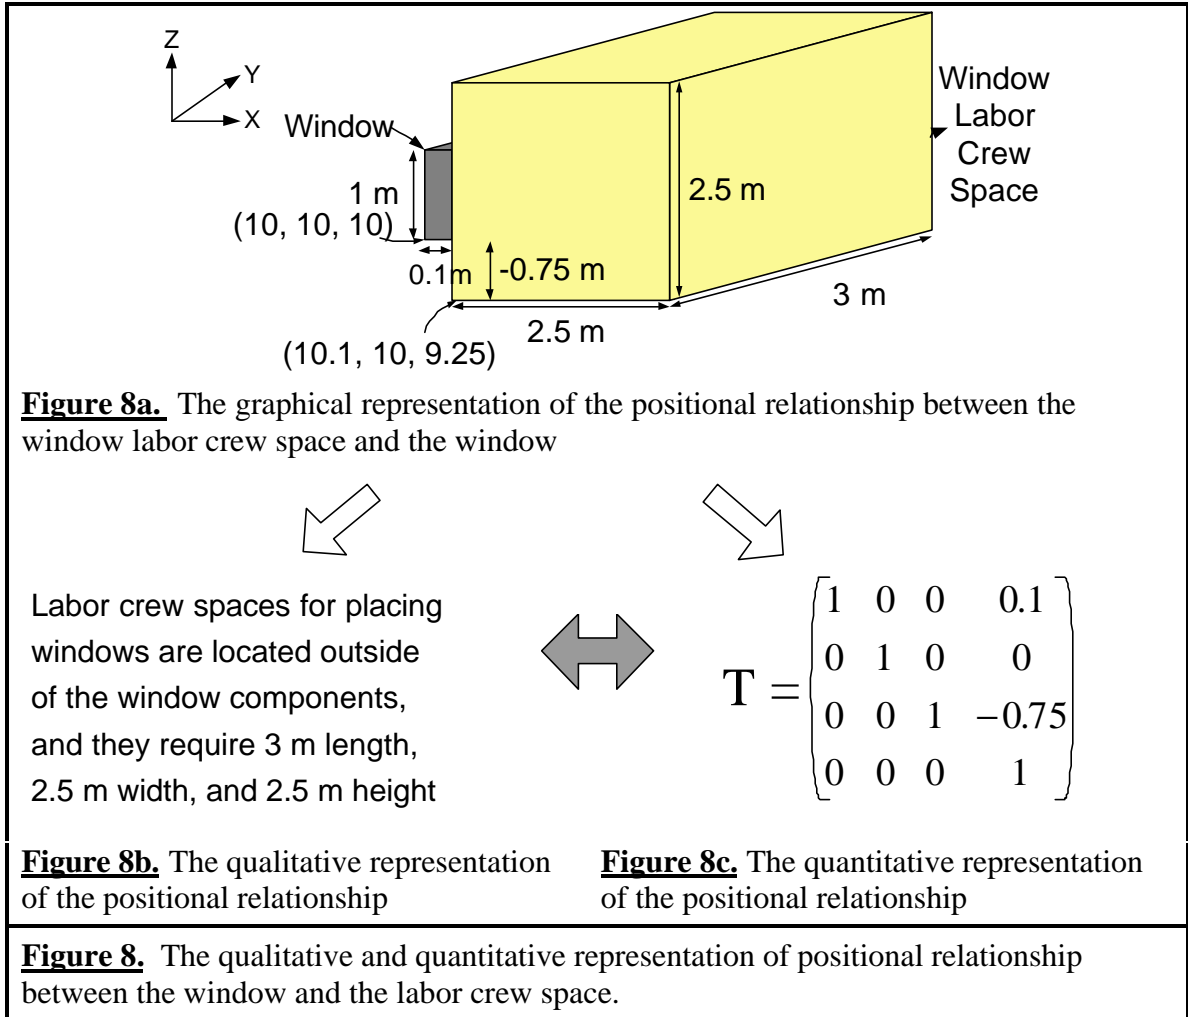 Z
Y
X
Window
Window
Labor
Crew
Space
1 m
2.5 m
(10, 10, 10)
0.1m
-0.75 m
3 m
2.5 m
(10.1, 10, 9.25)
Figure 8a. The graphical representation of the positional relationship between the
window labor crew space and the window
Labor crew spaces for placing
windows are located outside
of the window components,
and they require 3 m length,
2.5 m width, and 2.5 m height
T =
1 0 0 0.1
0 1 0 0
0 0 1 −0.75
0 0 0 1
Figure 8b. The qualitative representation
of the positional relationship
Figure 8c. The quantitative representation
of the positional relationship
Figure 8. The qualitative and quantitative representation of positional relationship
between the window and the labor crew space.